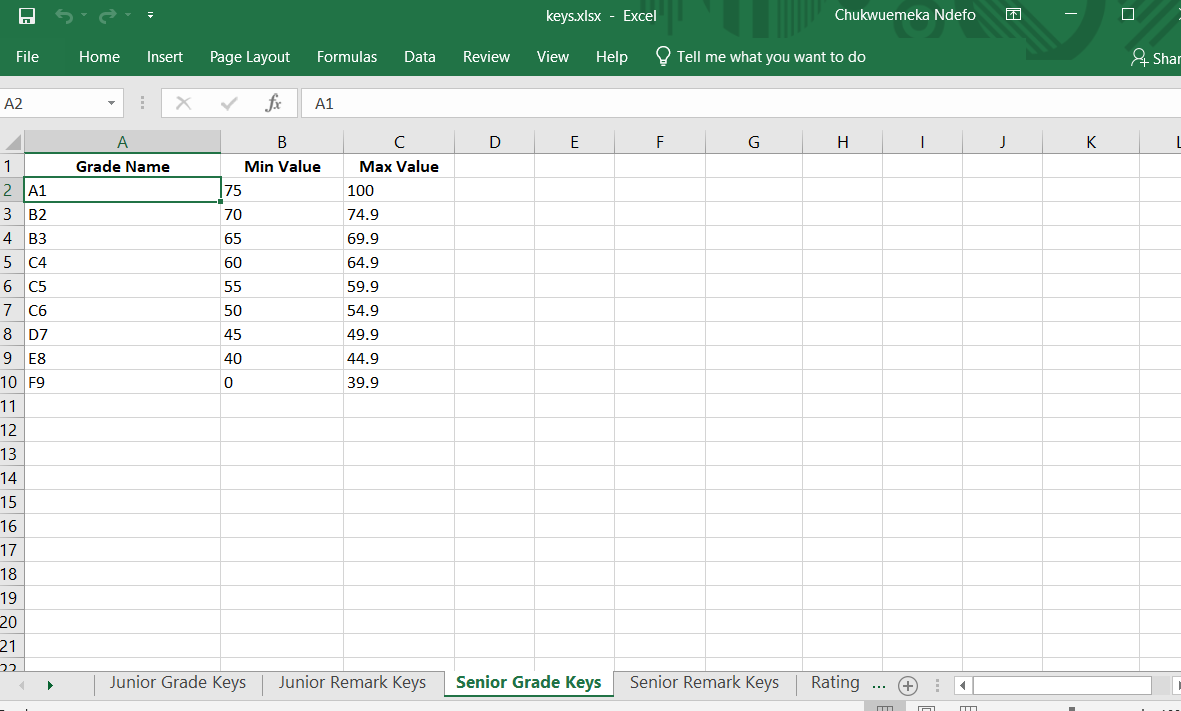 keys.xlsx - Excel
Chukwuemeka Ndefo
File Home Insert Page Layout Formulas Data Review View Help Tell me what you want to do
A2 fx A1
A B C D E F G H I J K
1 Grade Name Min Value Max Value
2 A1 75 100
3 B2 70 74.9
4 B3 65 69.9
5 C4 60 64.9
6 C5 55 59.9
7 C6 50 54.9
8 D7 45 49.9
9 E8 40 44.9
10 F9 0 39.9
11
12
13
14
15
16
17
18
19
20
21
22
Junior Grade Keys Junior Remark Keys Senior Grade Keys Senior Remark Keys Rating ...